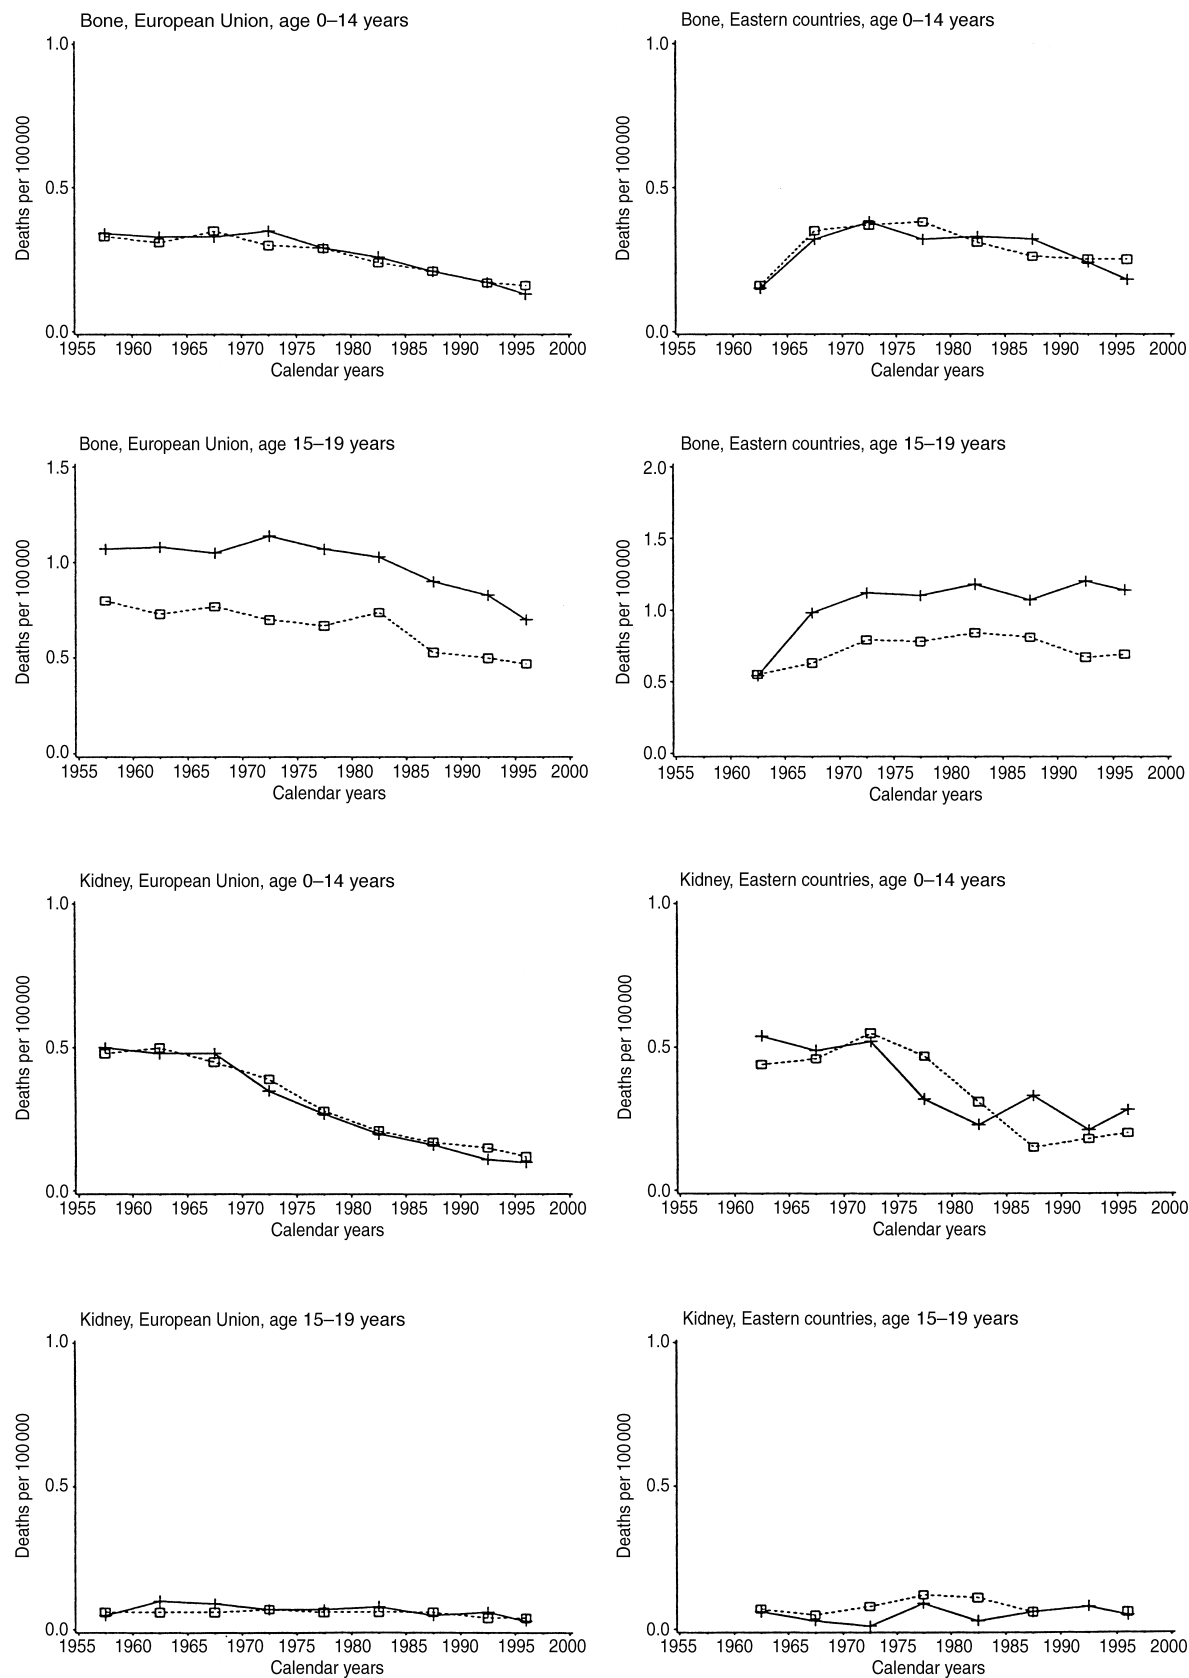 Bone, European Union, age 0–14 years
1.0
0.5
0.0
Deaths per 100 000
1955 1960 1965 1970 1975 1980 1985 1990 1995 2000
Calendar years
Bone, Eastern countries, age 0–14 years
1.0
0.5
0.0
Deaths per 100 000
1955 1960 1965 1970 1975 1980 1985 1990 1995 2000
Calendar years
Bone, European Union, age 15–19 years
1.5
1.0
0.5
0.0
Deaths per 100 000
1955 1960 1965 1970 1975 1980 1985 1990 1995 2000
Calendar years
Bone, Eastern countries, age 15–19 years
2.0
1.5
1.0
0.5
0.0
Deaths per 100 000
1955 1960 1965 1970 1975 1980 1985 1990 1995 2000
Calendar years
Kidney, European Union, age 0–14 years
1.0
0.5
0.0
Deaths per 100 000
1955 1960 1965 1970 1975 1980 1985 1990 1995 2000
Calendar years
Kidney, Eastern countries, age 0–14 years
1.0
0.5
0.0
Deaths per 100 000
1955 1960 1965 1970 1975 1980 1985 1990 1995 2000
Calendar years
Kidney, European Union, age 15–19 years
1.0
0.5
0.0
Deaths per 100 000
1955 1960 1965 1970 1975 1980 1985 1990 1995 2000
Calendar years
Kidney, Eastern countries, age 15–19 years
1.0
0.5
0.0
Deaths per 100 000
1955 1960 1965 1970 1975 1980 1985 1990 1995 2000
Calendar years